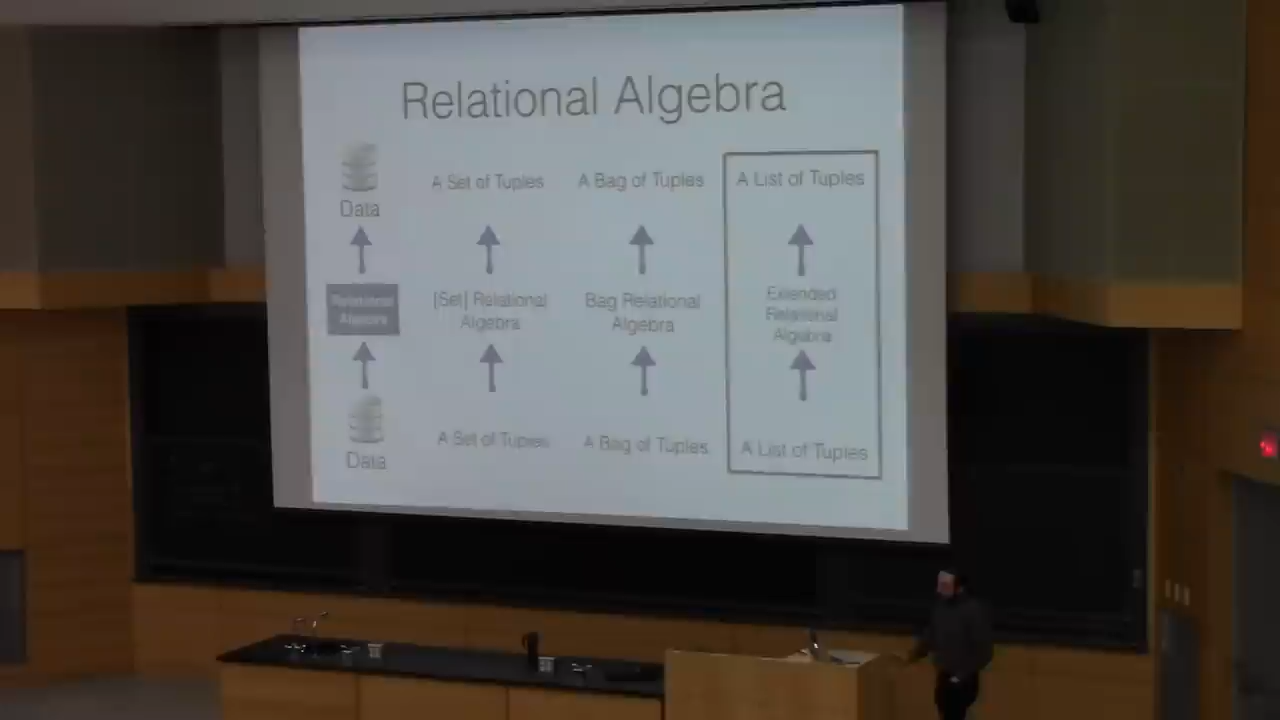 Relational Algebra
Data
A Set of Tuples
A Bag of Tuples
A List of Tuples
Relational
Algebra
[Set] Relational
Algebra
Bag Relational
Algebra
Extended
Relational
Algebra
Data
A Set of Tuples
A Bag of Tuples
A List of Tuples